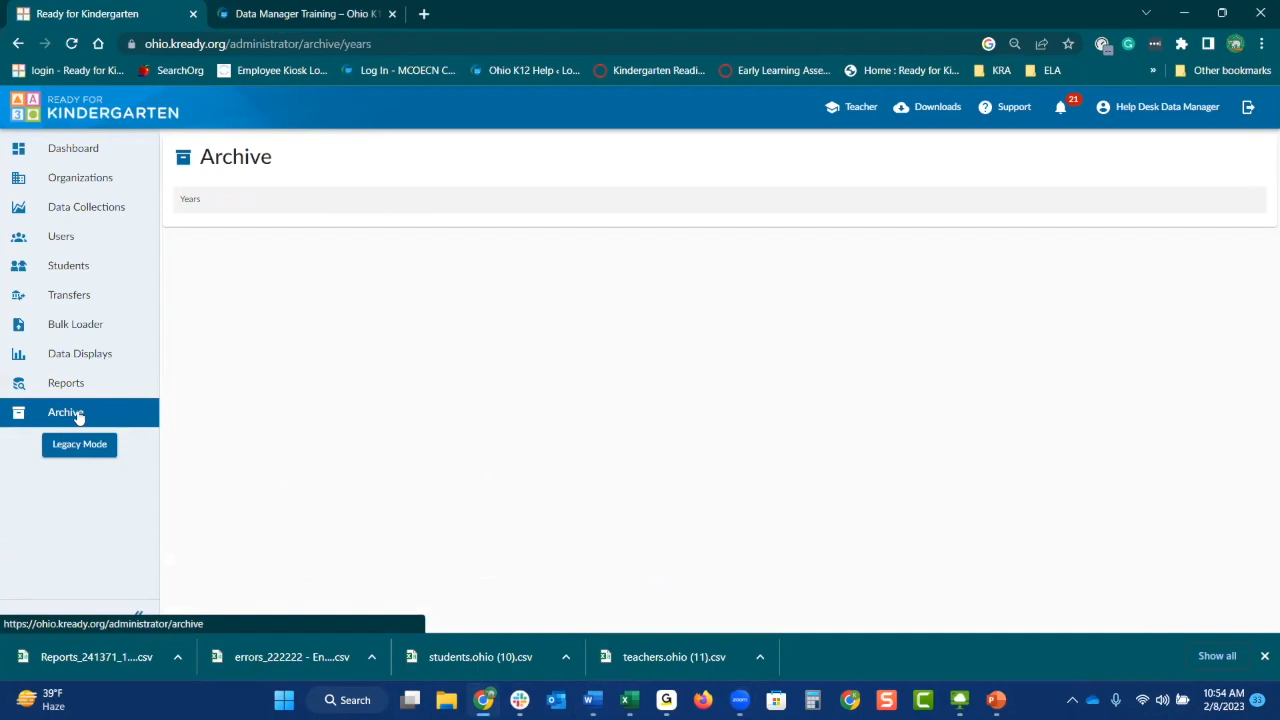 Ready for Kindergarten
Data Manager Training – Ohio K1
ohio.kready.org/administrator/archive/years
login - Ready for Ki...
SearchOrg
Employee Kiosk Lo...
Log In - MCOECN C...
Ohio K12 Help ‹ Lo...
Kindergarten Readi...
Early Learning Asse...
Home : Ready for Ki...
KRA
ELA
»
Other bookmarks
READY FOR
KINDERGARTEN
Teacher
Downloads
Support
21
Help Desk Data Manager
Dashboard
Organizations
Data Collections
Users
Students
Transfers
Bulk Loader
Data Displays
Reports
Archive
Legacy Mode
Archive
Years
https://ohio.kready.org/administrator/archive
Reports_241371_1....csv
errors_222222 - En....csv
students.ohio (10).csv
teachers.ohio (11).csv
Show all
39°F
Haze
Search
10:54 AM
2/8/2023